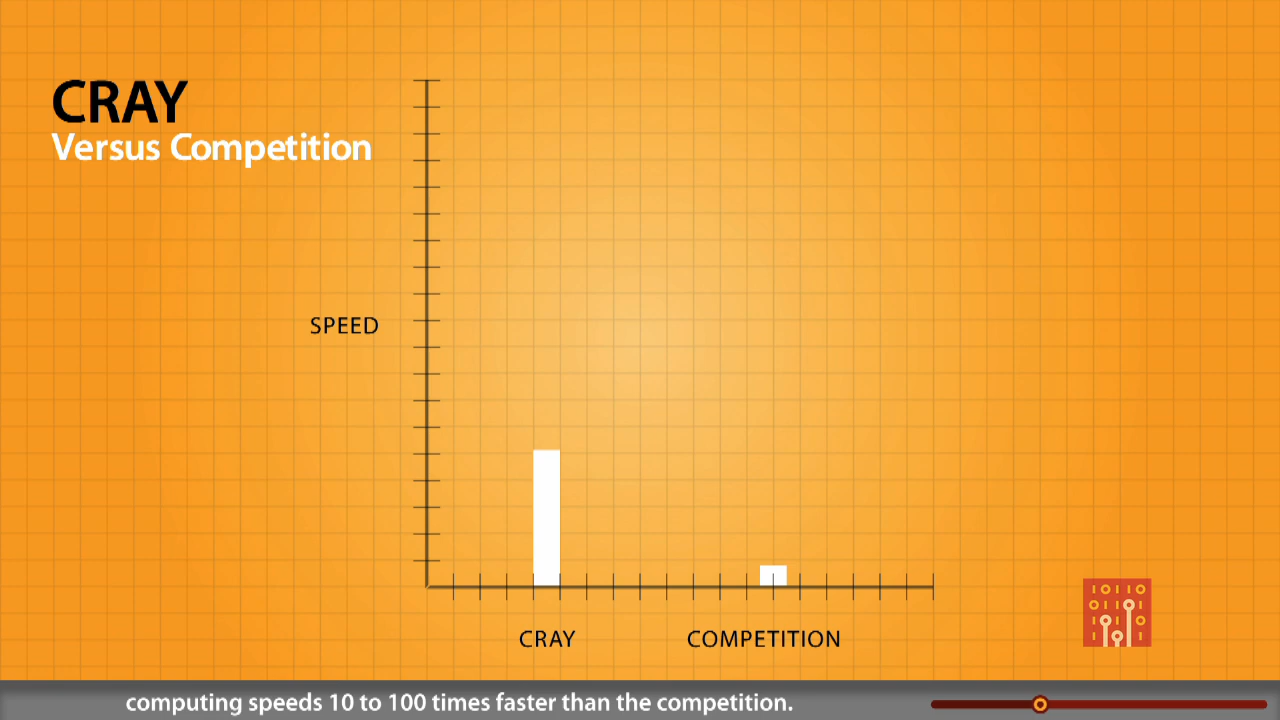 CRAY
Versus Competition
SPEED
CRAY
COMPETITION
computing speeds 10 to 100 times faster than the competition.